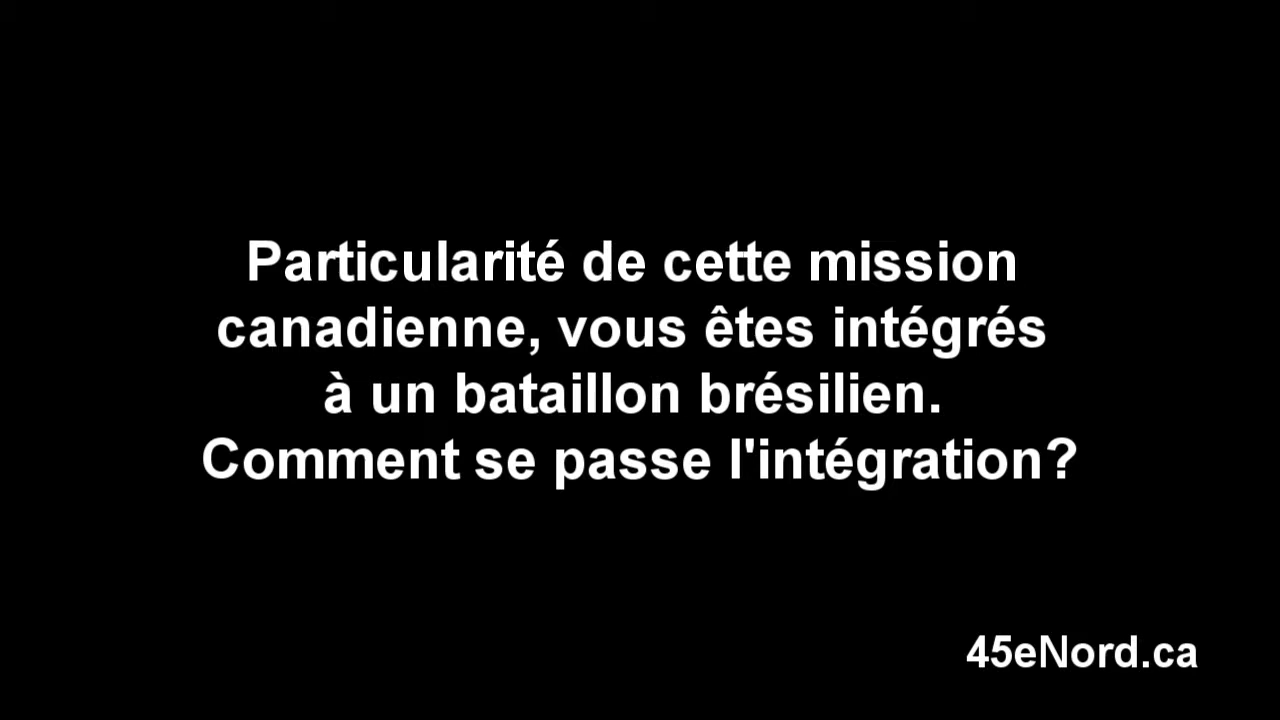 Particularité de cette mission
canadienne, vous êtes intégrés
à un bataillon brésilien.
Comment se passe l'intégration?
45eNord.ca